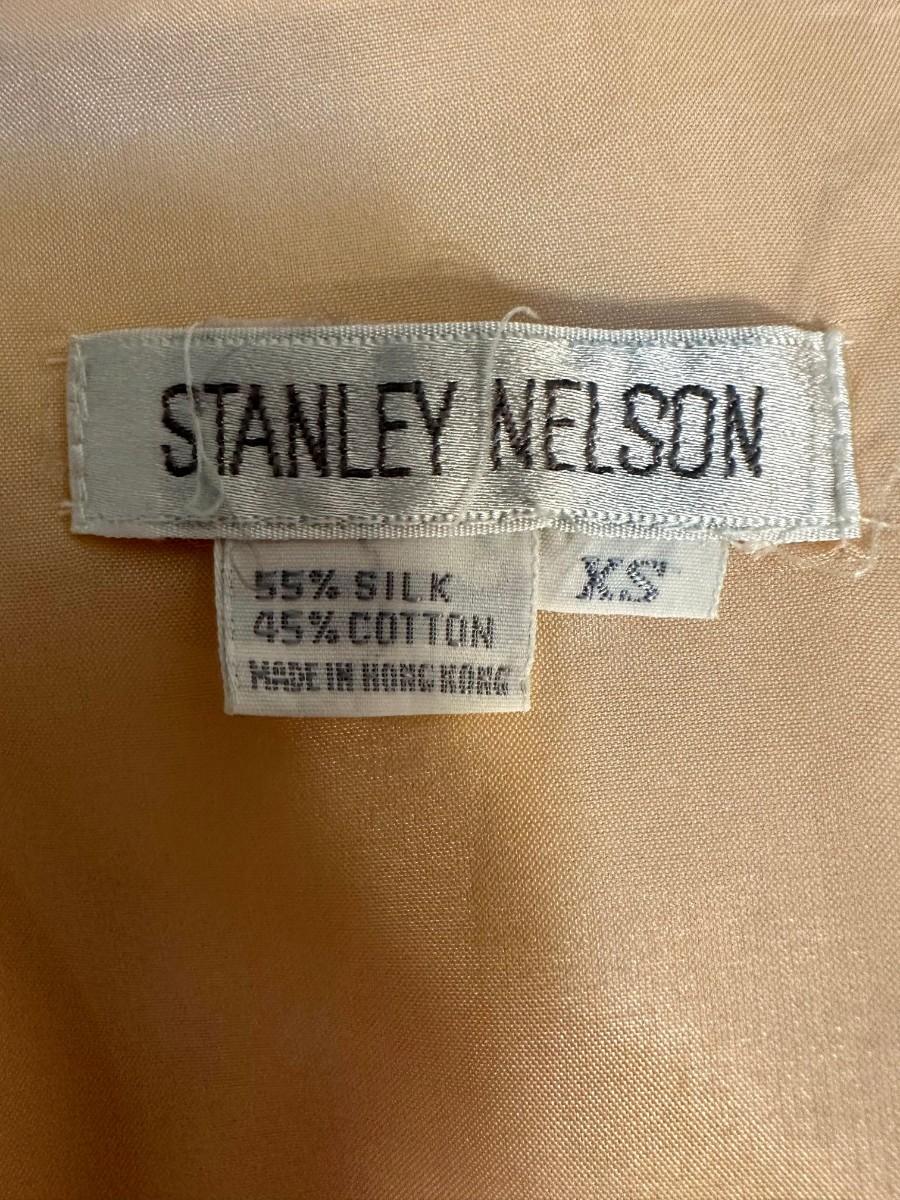 STANLEY NELSON
55% SILK
45% COTTON
MADE IN HONG KONG
XS